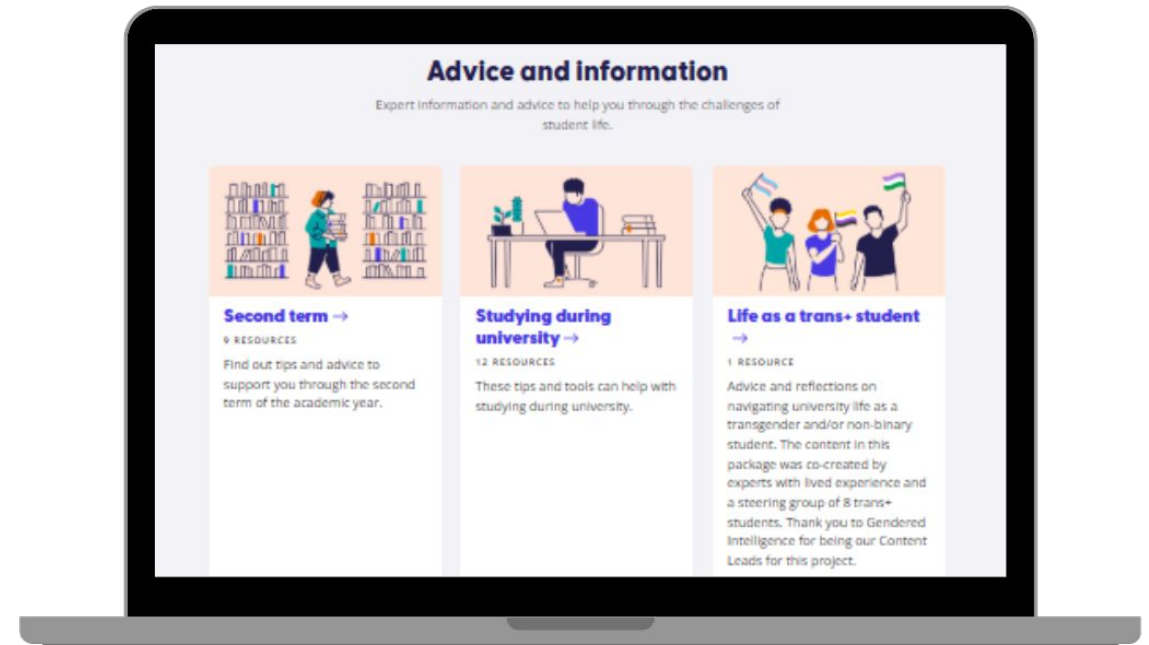 Advice and information
Expert information and advice to help you through the challenges of
student life.
Second term →
9 RESOURCES
Find out tips and advice to
support you through the second
term of the academic year.
Studying during
university →
12 RESOURCES
These tips and tools can help with
studying during university.
Life as a trans+ student
→
1 RESOURCE
Advice and reflections on
navigating university life as a
transgender and/or non-binary
student. The content in this
package was co-created by
experts with lived experience and
a steering group of 8 trans+
students. Thank you to Gendered
Intelligence for being our Content
Leads for this project.